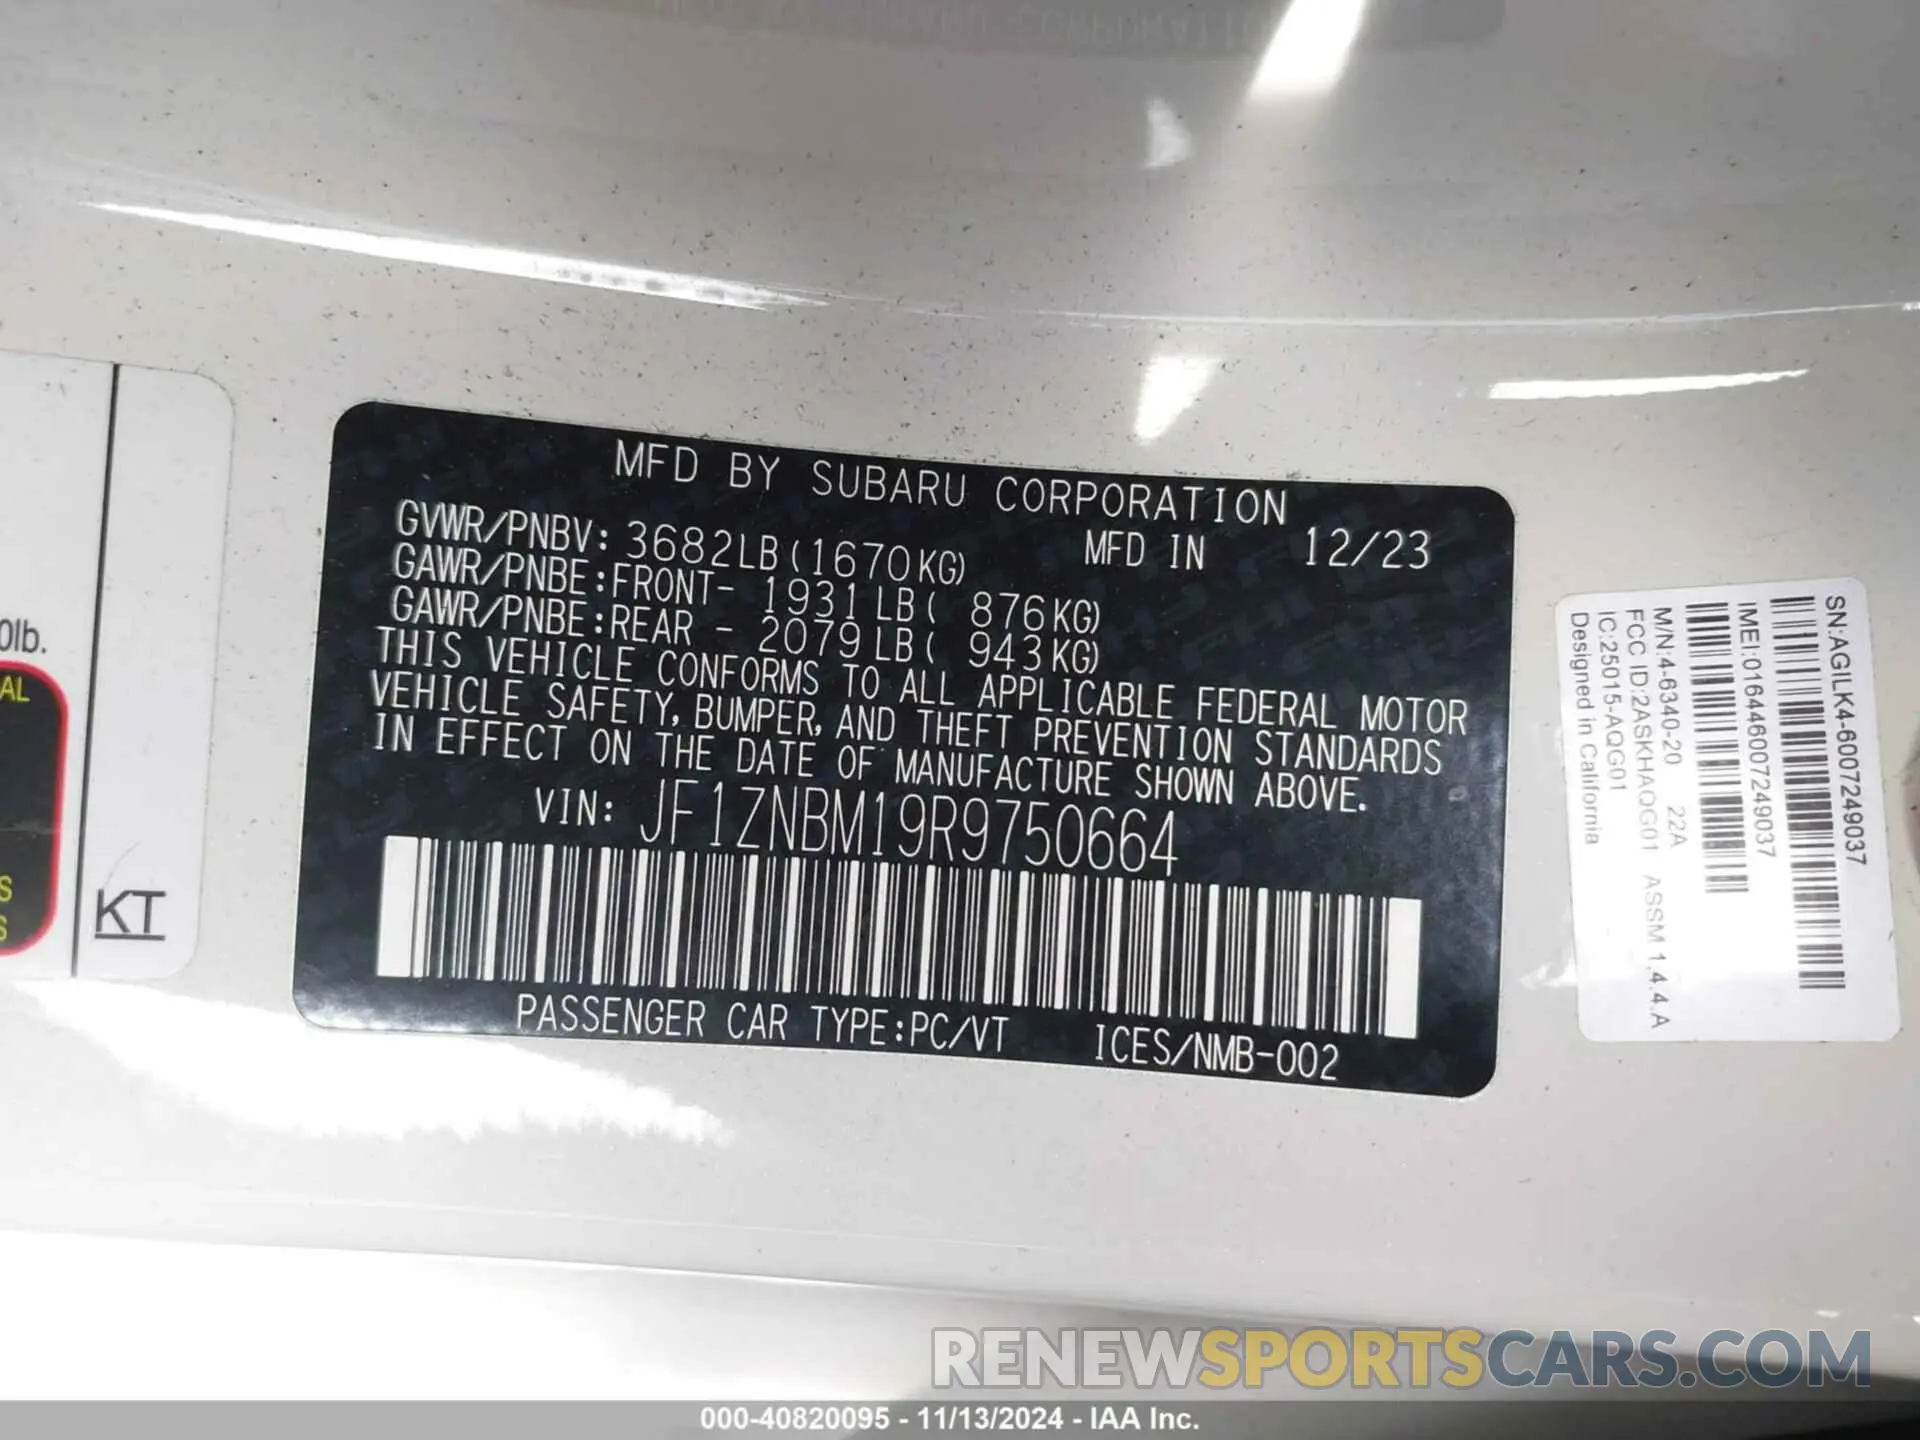 MFD BY SUBARU CORPORATION
GVWR/PNBV: 3682LB(1670KG) MFD IN 12/23
GAWR/PNBE:FRONT- 1931LB( 876KG)
GAWR/PNBE:REAR - 2079LB( 943KG)
THIS VEHICLE CONFORMS TO ALL APPLICABLE FEDERAL MOTOR
VEHICLE SAFETY, BUMPER, AND THEFT PREVENTION STANDARDS
IN EFFECT ON THE DATE OF MANUFACTURE SHOWN ABOVE.
VIN: JF1ZNBM19R9750664
PASSENGER CAR TYPE:PC/VT ICES/NMB-002
0lb.
AL
S
S
KT
SN:AGILK4-6007249037
IMEI:016446007249037
M/N:4-6340-20 22A
FCC ID:2ASKHAQG01 ASSM 1.4.4.A
IC:25015-AQG01
Designed in California
RENEWSPORTSCARS.COM
000-40820095 - 11/13/2024 - IAA Inc.